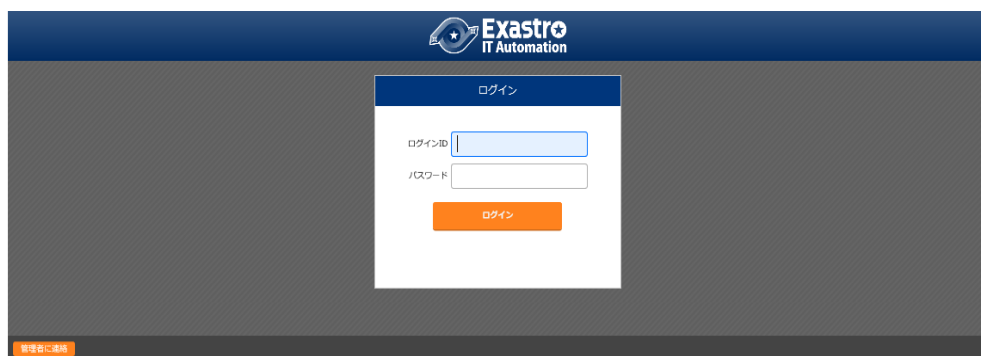 Exastro
IT Automation
ログイン
ログインID
パスワード
ログイン
管理者に連絡